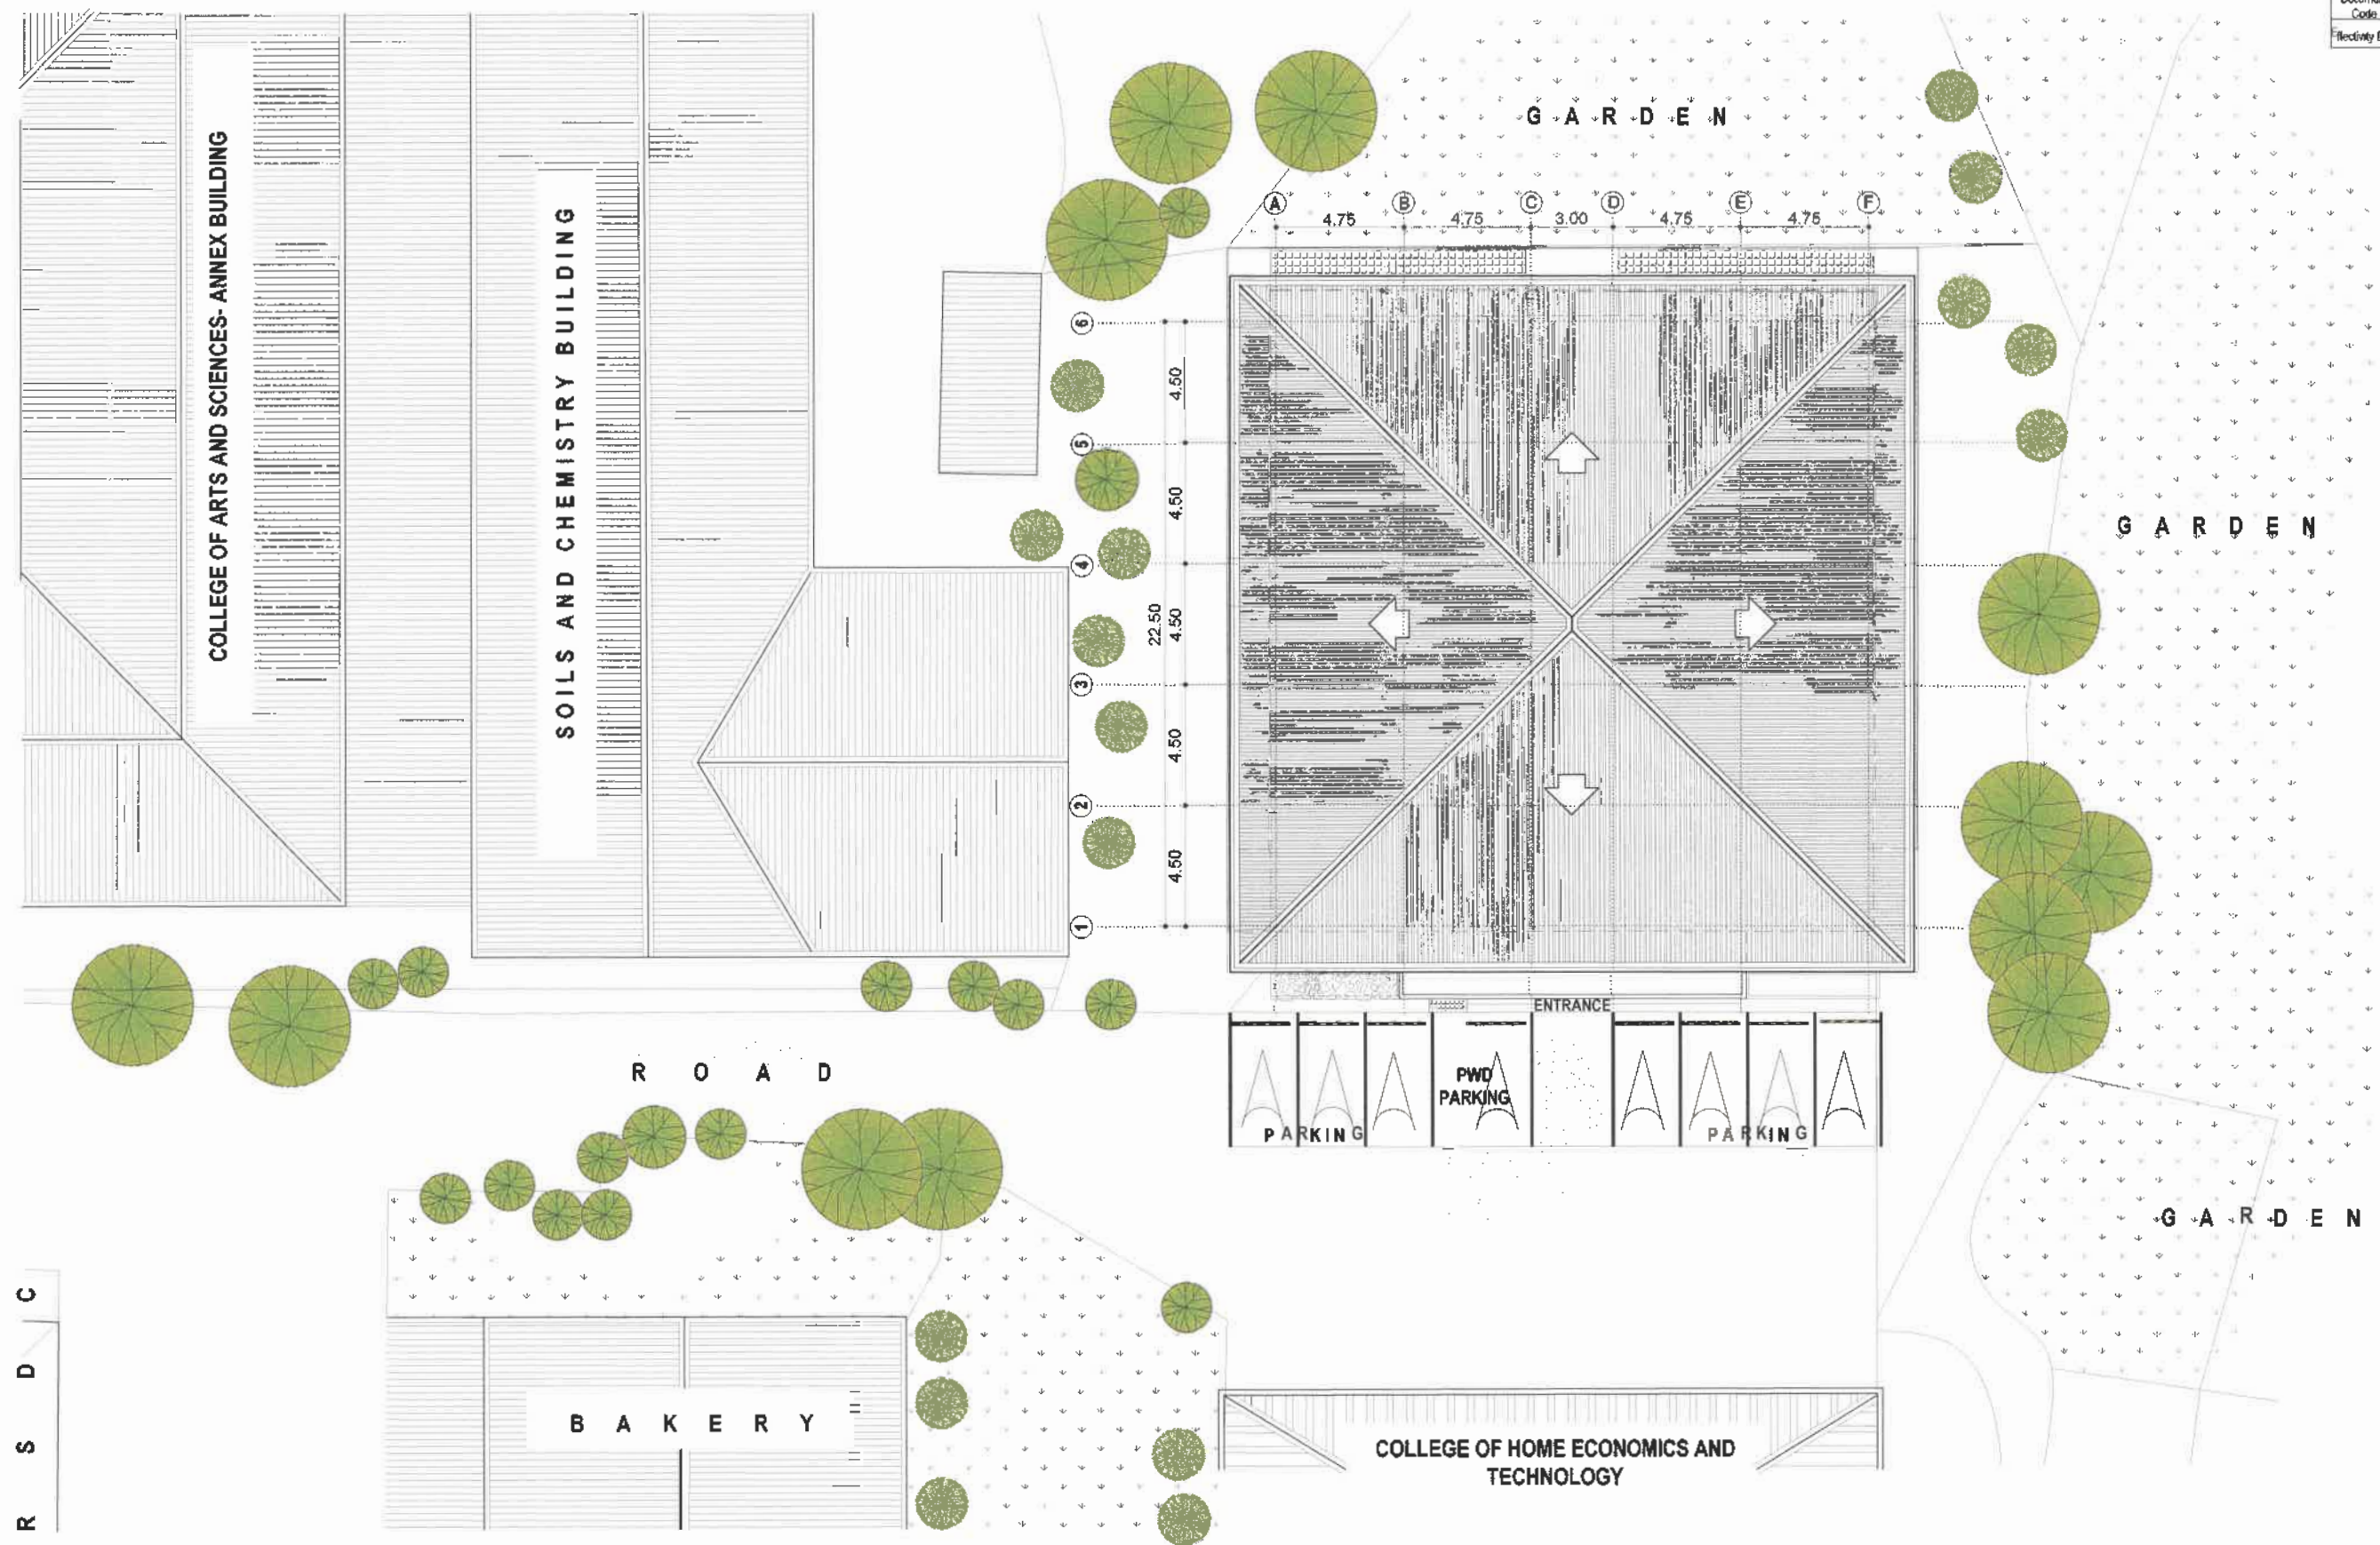 Code
COLLEGE OF ARTS AND SCIENCES- ANNEX BUILDING
SOILS AND CHEMISTRY BUILDING
GARDEN
A B C D E F
4.75 4.75 3.00 4.75 4.75
6
5
4
3
2
1
4.50
4.50
4.50
4.50
4.50
22.50
GARDEN
ENTRANCE
ROAD
PWD
PARKING
PARKING
PARKING
GARDEN
RSDC
BAKERY
COLLEGE OF HOME ECONOMICS AND
TECHNOLOGY